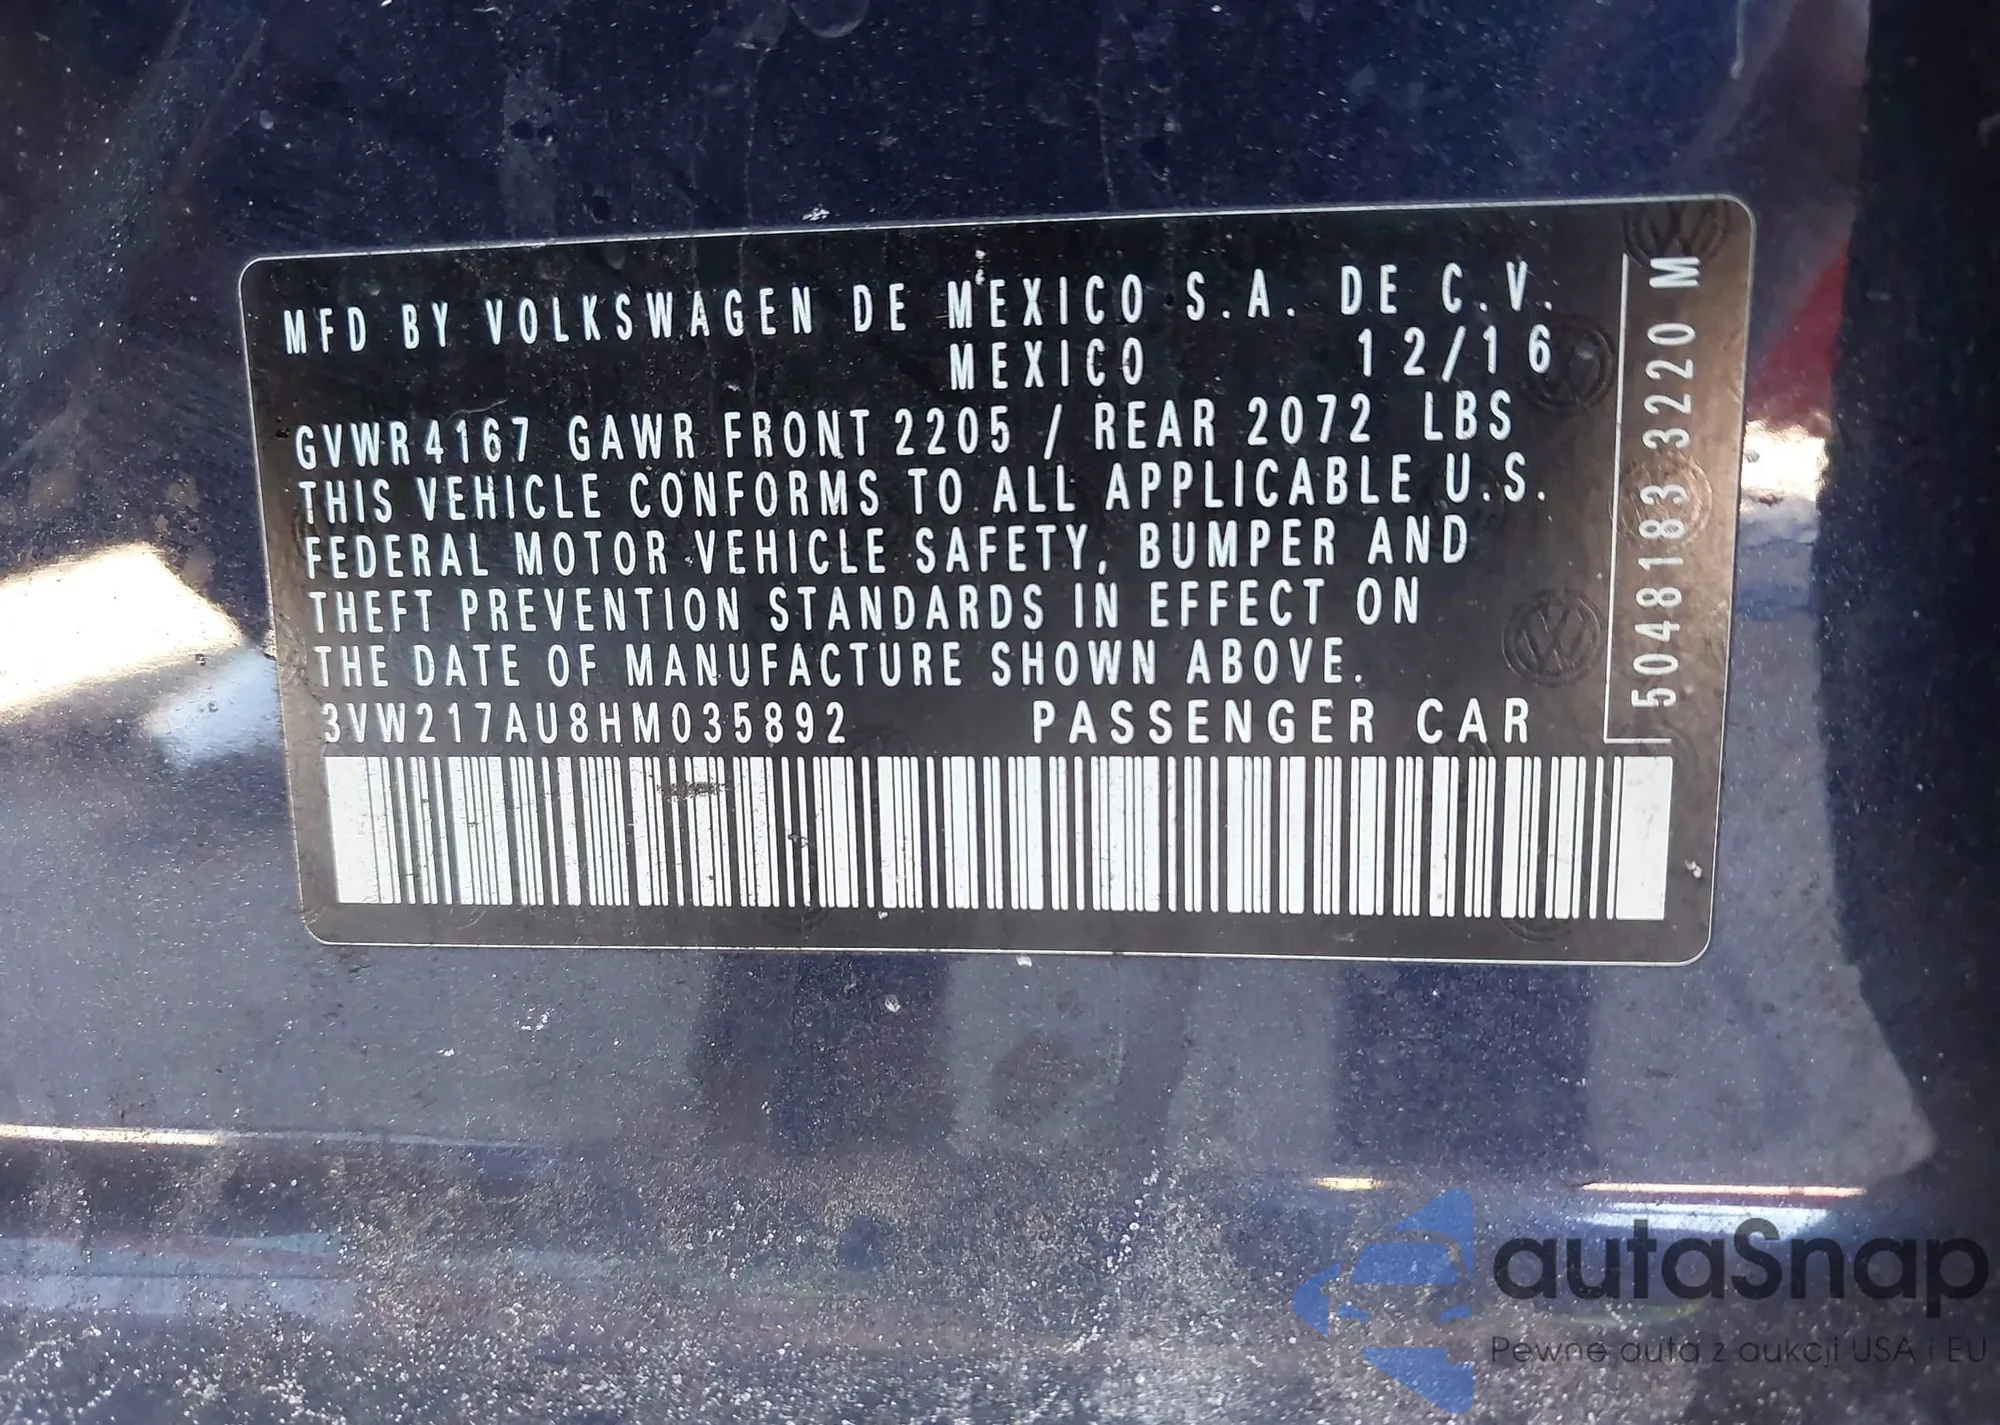 MFD BY VOLKSWAGEN DE MEXICO S.A. DE C.V.
MEXICO 12/16
GVWR 4167 GAWR FRONT 2205 / REAR 2072 LBS
THIS VEHICLE CONFORMS TO ALL APPLICABLE U.S.
FEDERAL MOTOR VEHICLE SAFETY, BUMPER AND
THEFT PREVENTION STANDARDS IN EFFECT ON
THE DATE OF MANUFACTURE SHOWN ABOVE.
3VW217AU8HM035892 PASSENGER CAR
5048183 3220 M
autaSnap
Pewne auta z aukcji USA i EU